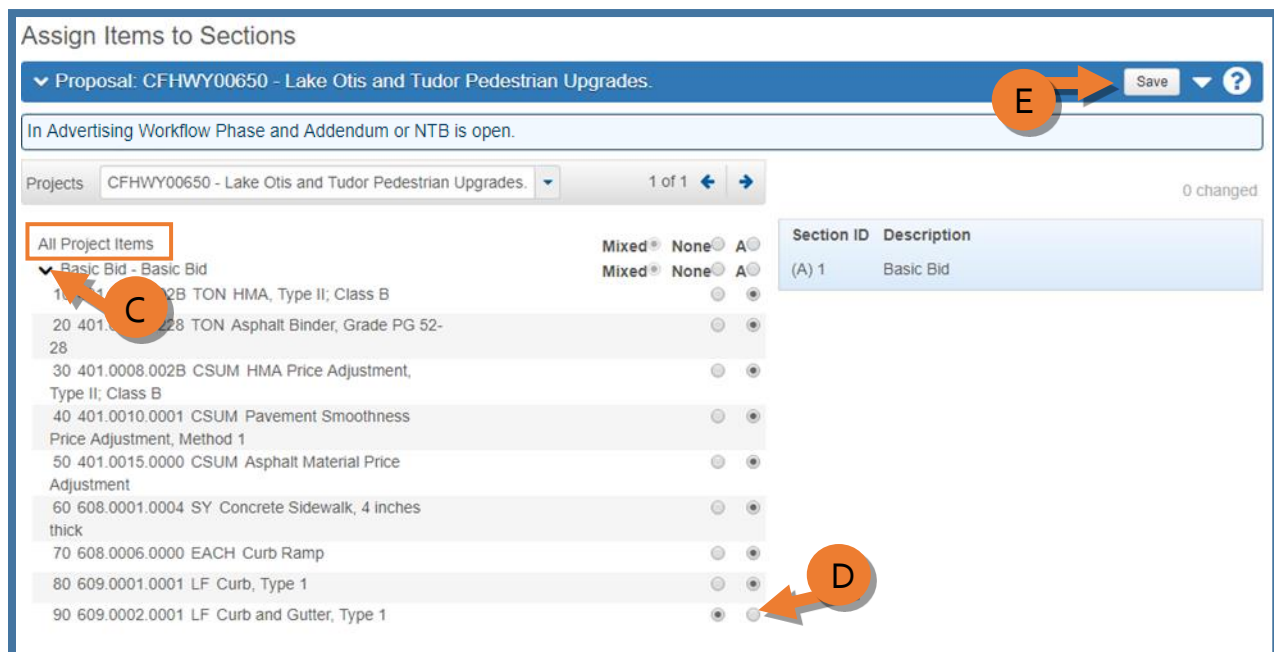 Assign Items to Sections
Proposal: CFHWY00650 - Lake Otis and Tudor Pedestrian Upgrades.
E
Save
?
In Advertising Workflow Phase and Addendum or NTB is open.
Projects CFHWY00650 - Lake Otis and Tudor Pedestrian Upgrades. 1 of 1
0 changed
All Project Items Mixed None A
Basic Bid - Basic Bid Mixed None A
Section ID Description
(A) 1 Basic Bid
C
TON HMA, Type II; Class B
20 TON Asphalt Binder, Grade PG 52-
28
30 401.0008.002B CSUM HMA Price Adjustment,
Type II; Class B
40 401.0010.0001 CSUM Pavement Smoothness
Price Adjustment, Method 1
50 401.0015.0000 CSUM Asphalt Material Price
Adjustment
60 608.0001.0004 SY Concrete Sidewalk, 4 inches
thick
70 608.0006.0000 EACH Curb Ramp
80 609.0001.0001 LF Curb, Type 1
D
90 609.0002.0001 LF Curb and Gutter, Type 1